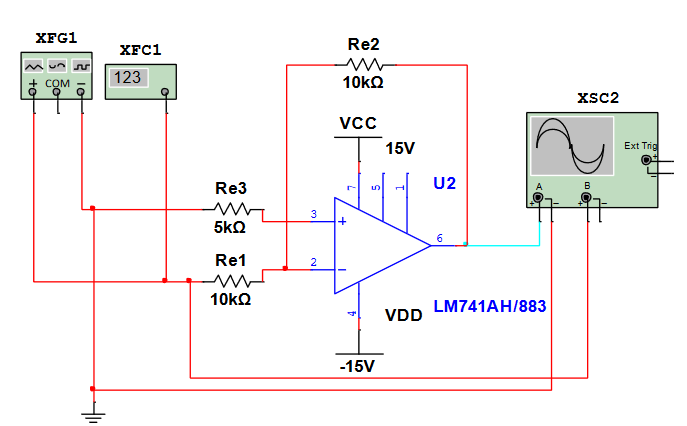 XFG1
XFC1
COM
+
−
123
Re2
10kΩ
VCC
15V
7
5
1
U2
XSC2
Ext Trig
+
−
A
B
+
−
+
−
Re3
5kΩ
3
+
6
Re1
10kΩ
2
−
4
VDD
LM741AH/883
-15V